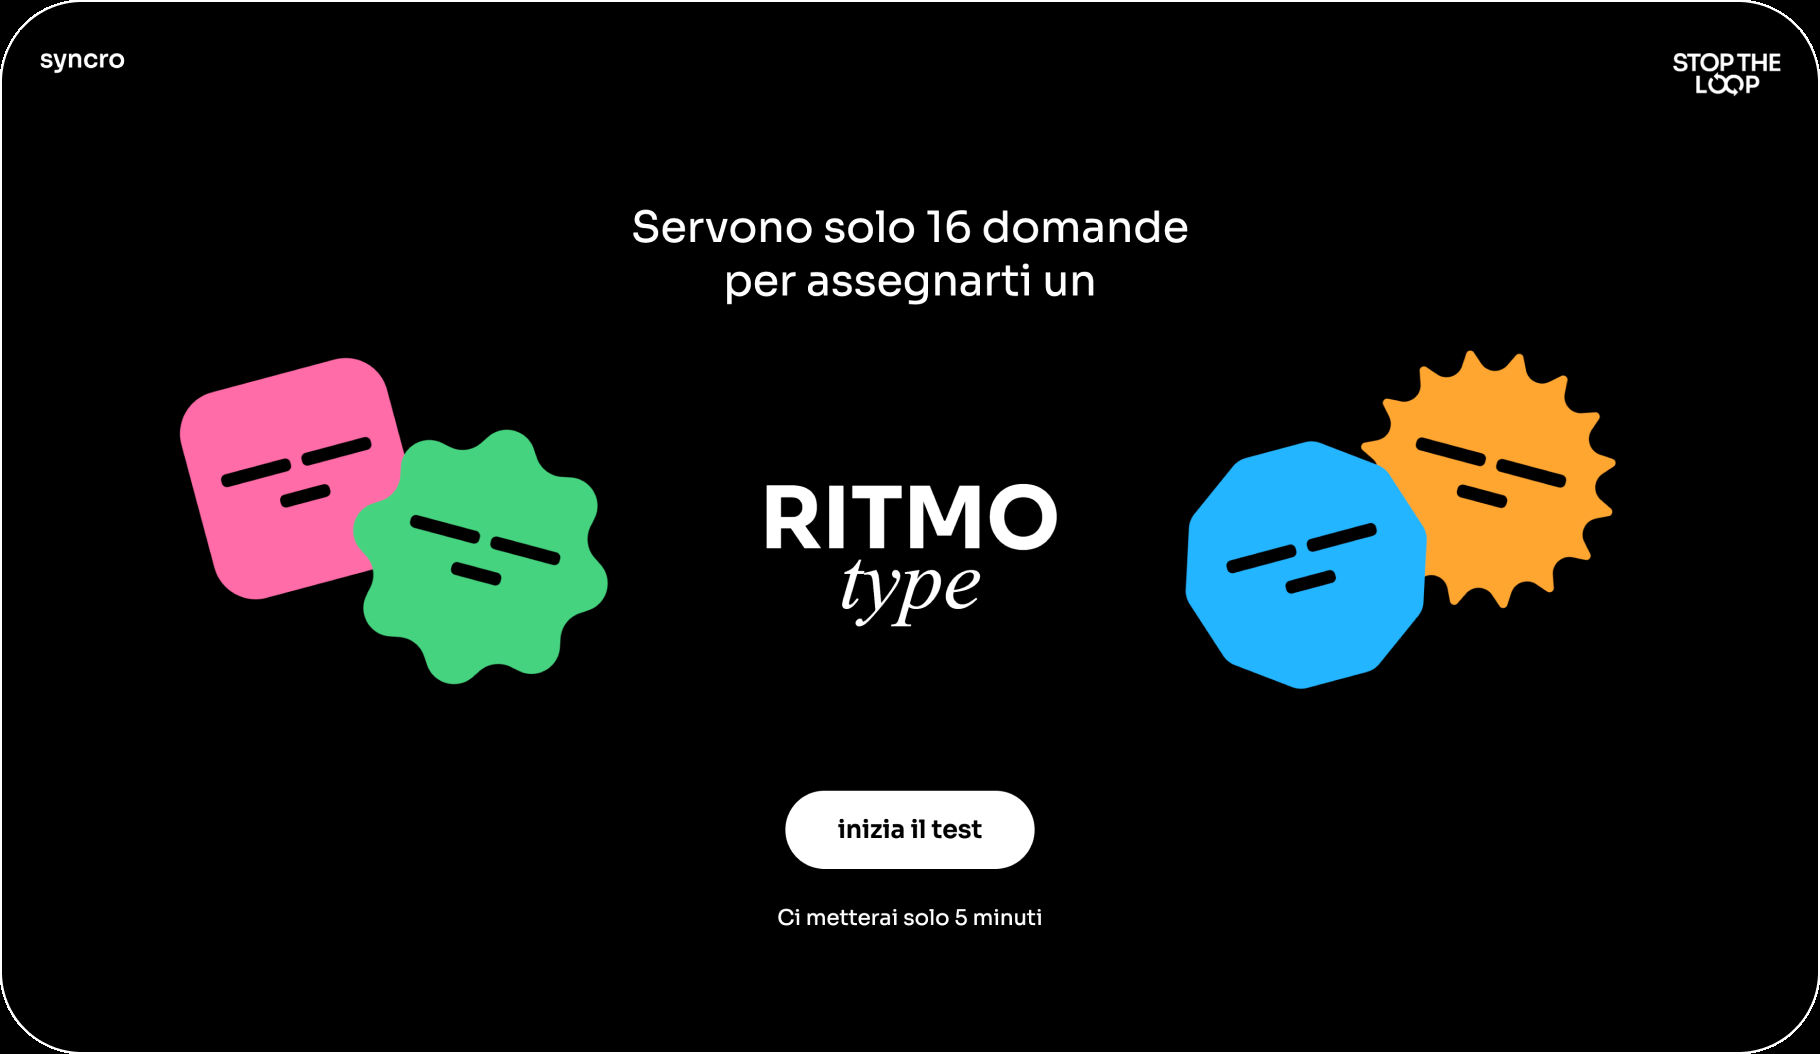 syncro
STOP THE
LOOP
Servono solo 16 domande
per assegnarti un
RITMO
type
inizia il test
Ci metterai solo 5 minuti